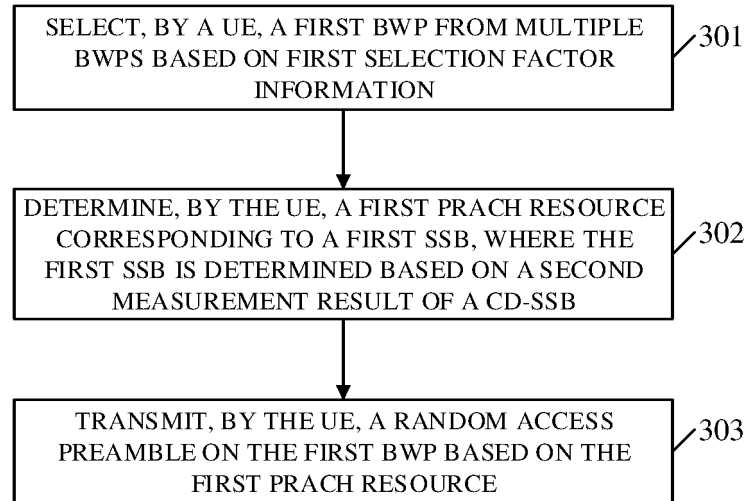 SELECT, BY A UE, A FIRST BWP FROM MULTIPLE
BWPS BASED ON FIRST SELECTION FACTOR
INFORMATION
301
DETERMINE, BY THE UE, A FIRST PRACH RESOURCE
CORRESPONDING TO A FIRST SSB, WHERE THE
FIRST SSB IS DETERMINED BASED ON A SECOND
MEASUREMENT RESULT OF A CD-SSB
302
TRANSMIT, BY THE UE, A RANDOM ACCESS
PREAMBLE ON THE FIRST BWP BASED ON THE
FIRST PRACH RESOURCE
303